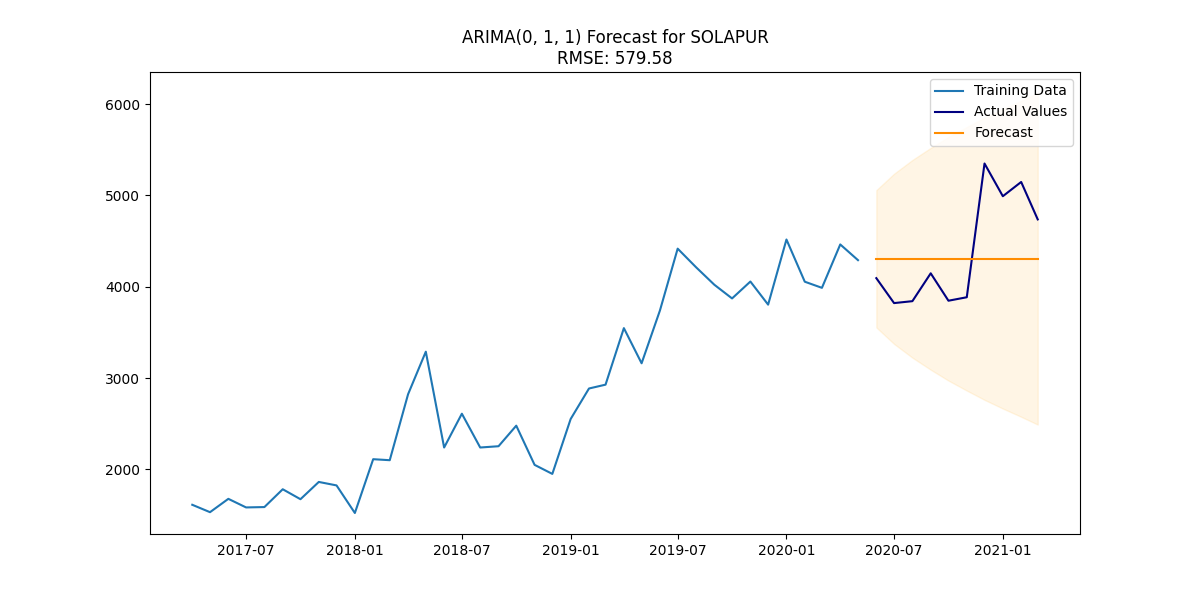 ARIMA(0, 1, 1) Forecast for SOLAPUR
RMSE: 579.58
Training Data
Actual Values
Forecast
6000
5000
4000
3000
2000
2017-07
2018-01
2018-07
2019-01
2019-07
2020-01
2020-07
2021-01